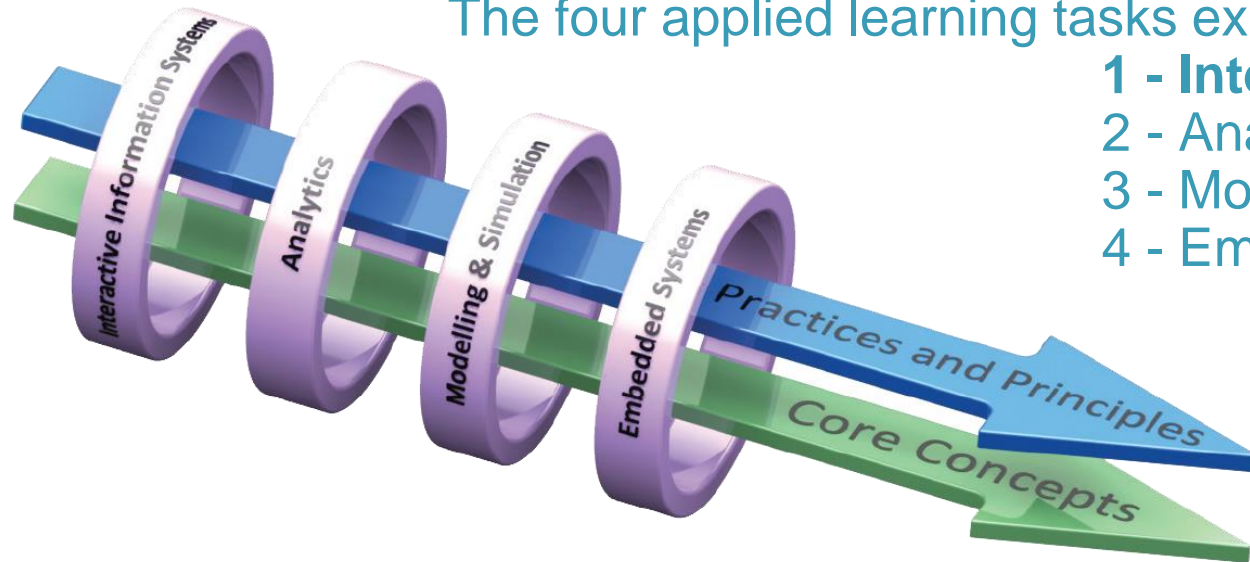 The four applied learning tasks ex
1 - Inte
2 - Ana
3 - Mo
4 - Em
Interactive Information Systems
Analytics
Modelling & Simulation
Embedded Systems
Practices and Principles
Core Concepts